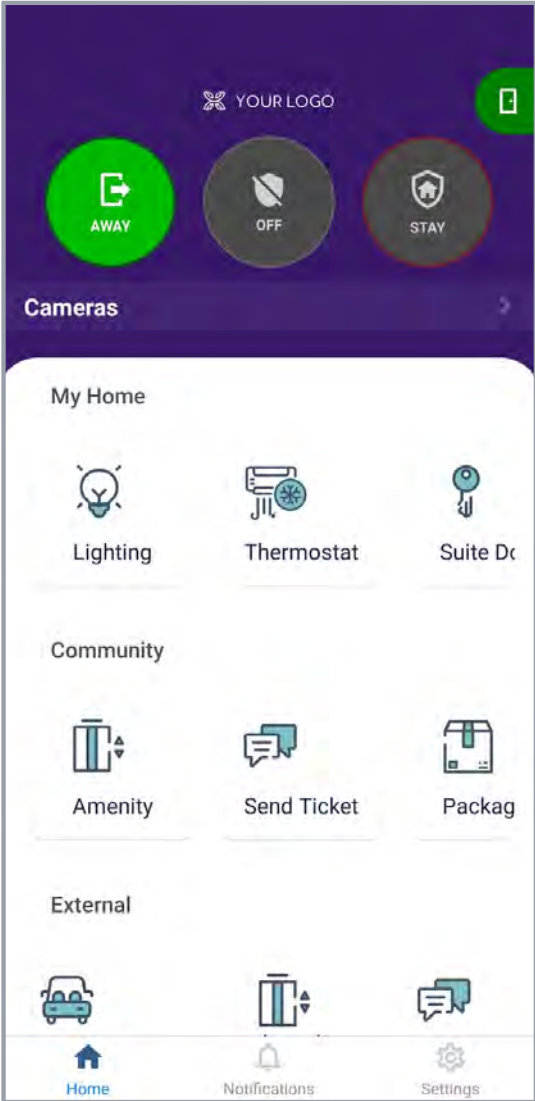 YOUR LOGO
AWAY
OFF
STAY
Cameras
My Home
Lighting
Thermostat
Suite Do
Community
Amenity
Send Ticket
Packag
External
Home
Notifications
Settings